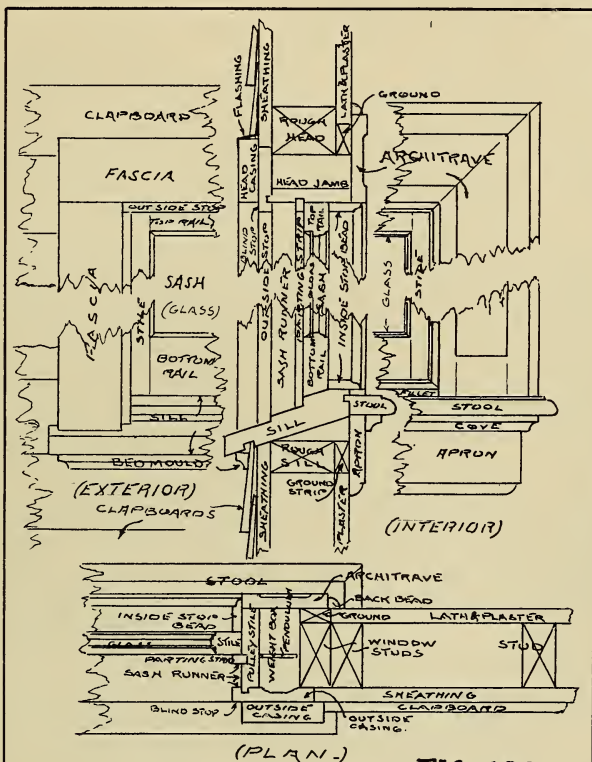 CLAPBOARD
FASCIA
OUTSIDE STOP
TOP RAIL
FASCIA
STYLE
SASH
(GLASS)
BOTTOM
RAIL
SILL
BED MOULD
(EXTERIOR)
CLAPBOARDS
FLASHING
SHEATHING
LATH & PLASTER
GROUND
ROUGH
HEAD
HEAD CASING
HEAD JAMB
ARCHITRAVE
BLIND STOP
OUTSIDE STOP
SASH RUNNER
PARTING STRIP
TOP
RAIL
SASH
BOTTOM
RAIL
INSIDE STOP BEAD
GLASS
STILE
FILLET
STOOL
STOOL
COVE
APRON
SILL
ROUGH
SILL
GROUND
STRIP
SHEATHING
PLASTER
APRON
(INTERIOR)
STOOL
ARCHITRAVE
BACK BEAD
INSIDE STOP
BEAD
GROUND
LATH & PLASTER
GLASS
STILE
PULLEY STILE
WEIGHT BOX
PENDULUM
WINDOW
STUDS
STUD
PARTING STRIP
SASH RUNNER
SHEATHING
CLAPBOARD
BLIND STOP
OUTSIDE
CASING
OUTSIDE
CASING.
(PLAN-)